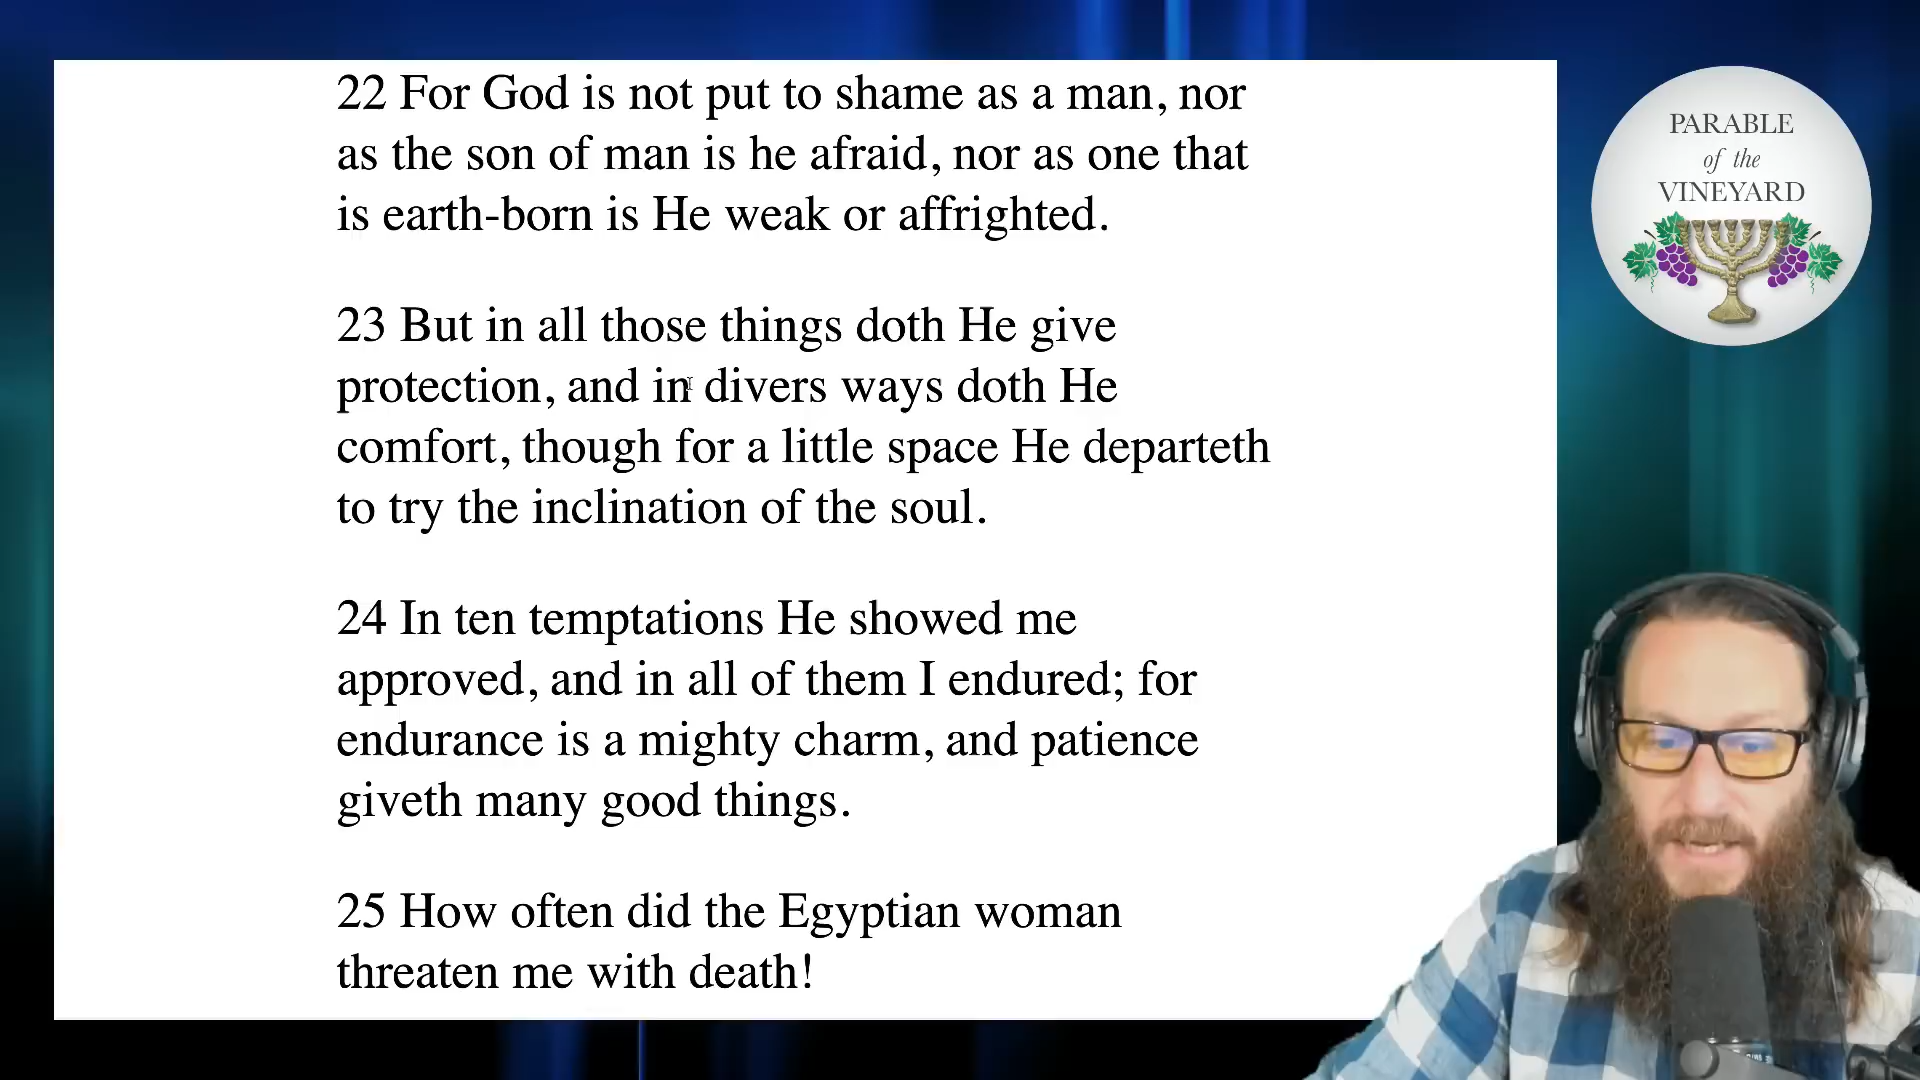 22 For God is not put to shame as a man, nor
as the son of man is he afraid, nor as one that
is earth-born is He weak or affrighted.
23 But in all those things doth He give
protection, and in divers ways doth He
comfort, though for a little space He departeth
to try the inclination of the soul.
24 In ten temptations He showed me
approved, and in all of them I endured; for
endurance is a mighty charm, and patience
giveth many good things.
25 How often did the Egyptian woman
threaten me with death!
PARABLE
of the
VINEYARD